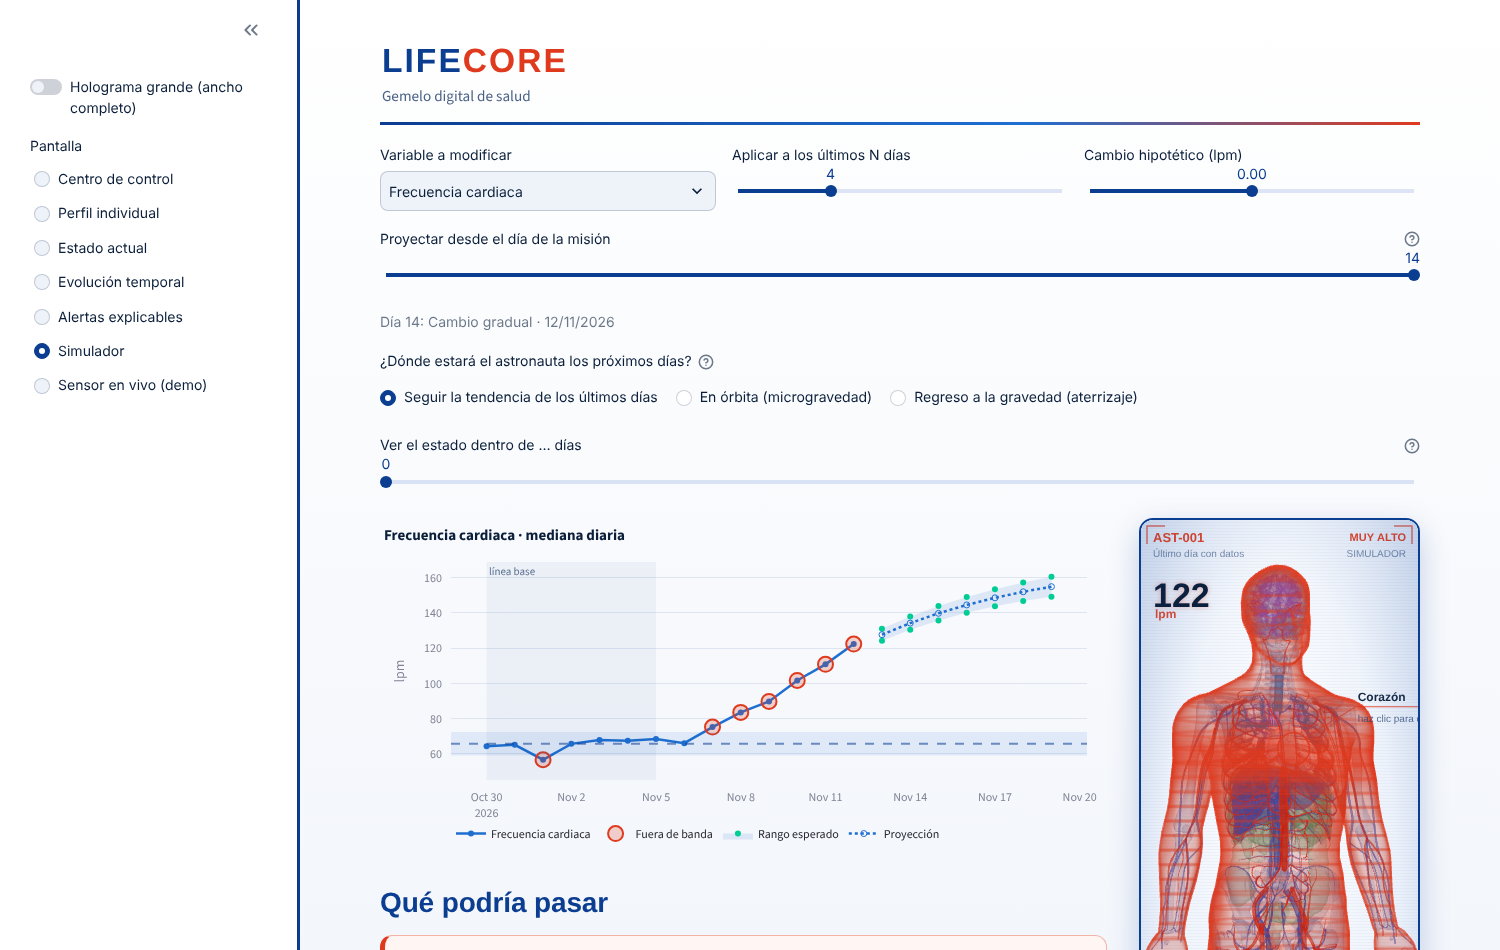 Holograma grande (ancho
completo)
Pantalla
Centro de control
Perfil individual
Estado actual
Evolución temporal
Alertas explicables
Simulador
Sensor en vivo (demo)
LIFECORE
Gemelo digital de salud
Variable a modificar
Frecuencia cardiaca
Aplicar a los últimos N días
4
Cambio hipotético (lpm)
0.00
Proyectar desde el día de la misión
14
Día 14: Cambio gradual · 12/11/2026
¿Dónde estará el astronauta los próximos días?
Seguir la tendencia de los últimos días
En órbita (microgravedad)
Regreso a la gravedad (aterrizaje)
Ver el estado dentro de ... días
0
Frecuencia cardiaca · mediana diaria
línea base
160
140
120
100
80
60
lpm
Oct 30
2026
Nov 2
Nov 5
Nov 8
Nov 11
Nov 14
Nov 17
Nov 20
Frecuencia cardiaca
Fuera de banda
Rango esperado
Proyección
AST-001
MUY ALTO
Último día con datos
SIMULADOR
122
lpm
Corazón
haz clic para
Qué podría pasar